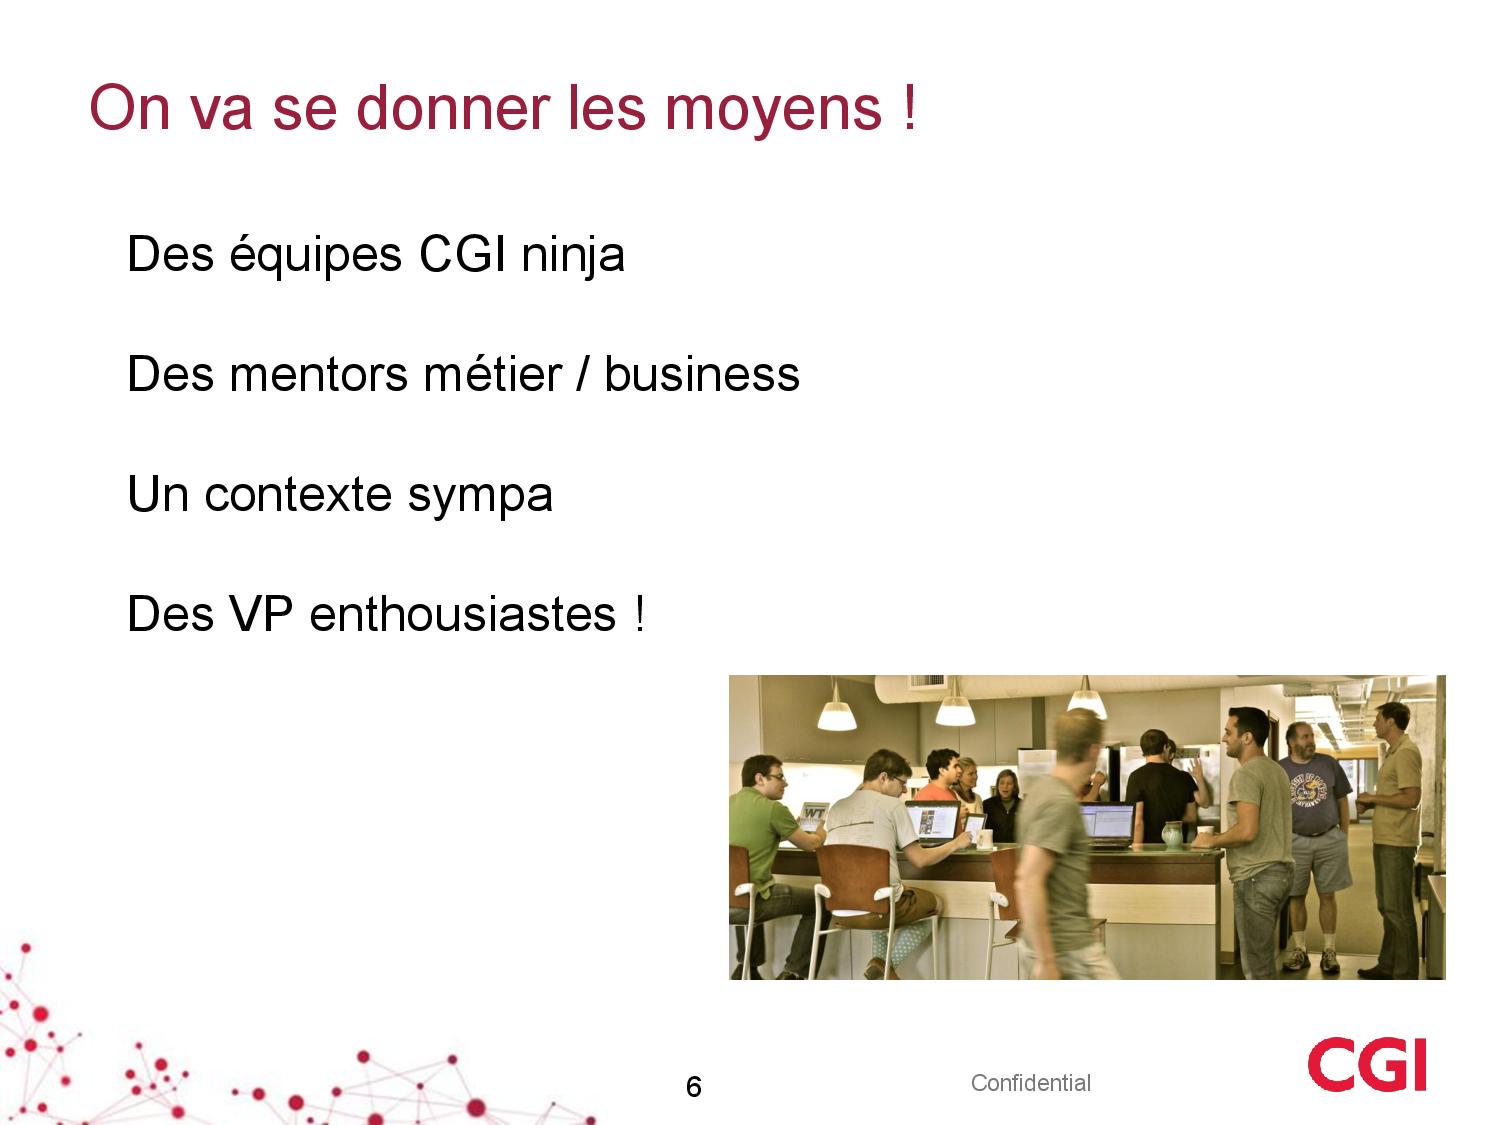 On va se donner les moyens !
Des équipes CGI ninja
Des mentors métier / business
Un contexte sympa
Des VP enthousiastes !
WT
6
Confidential
CGI